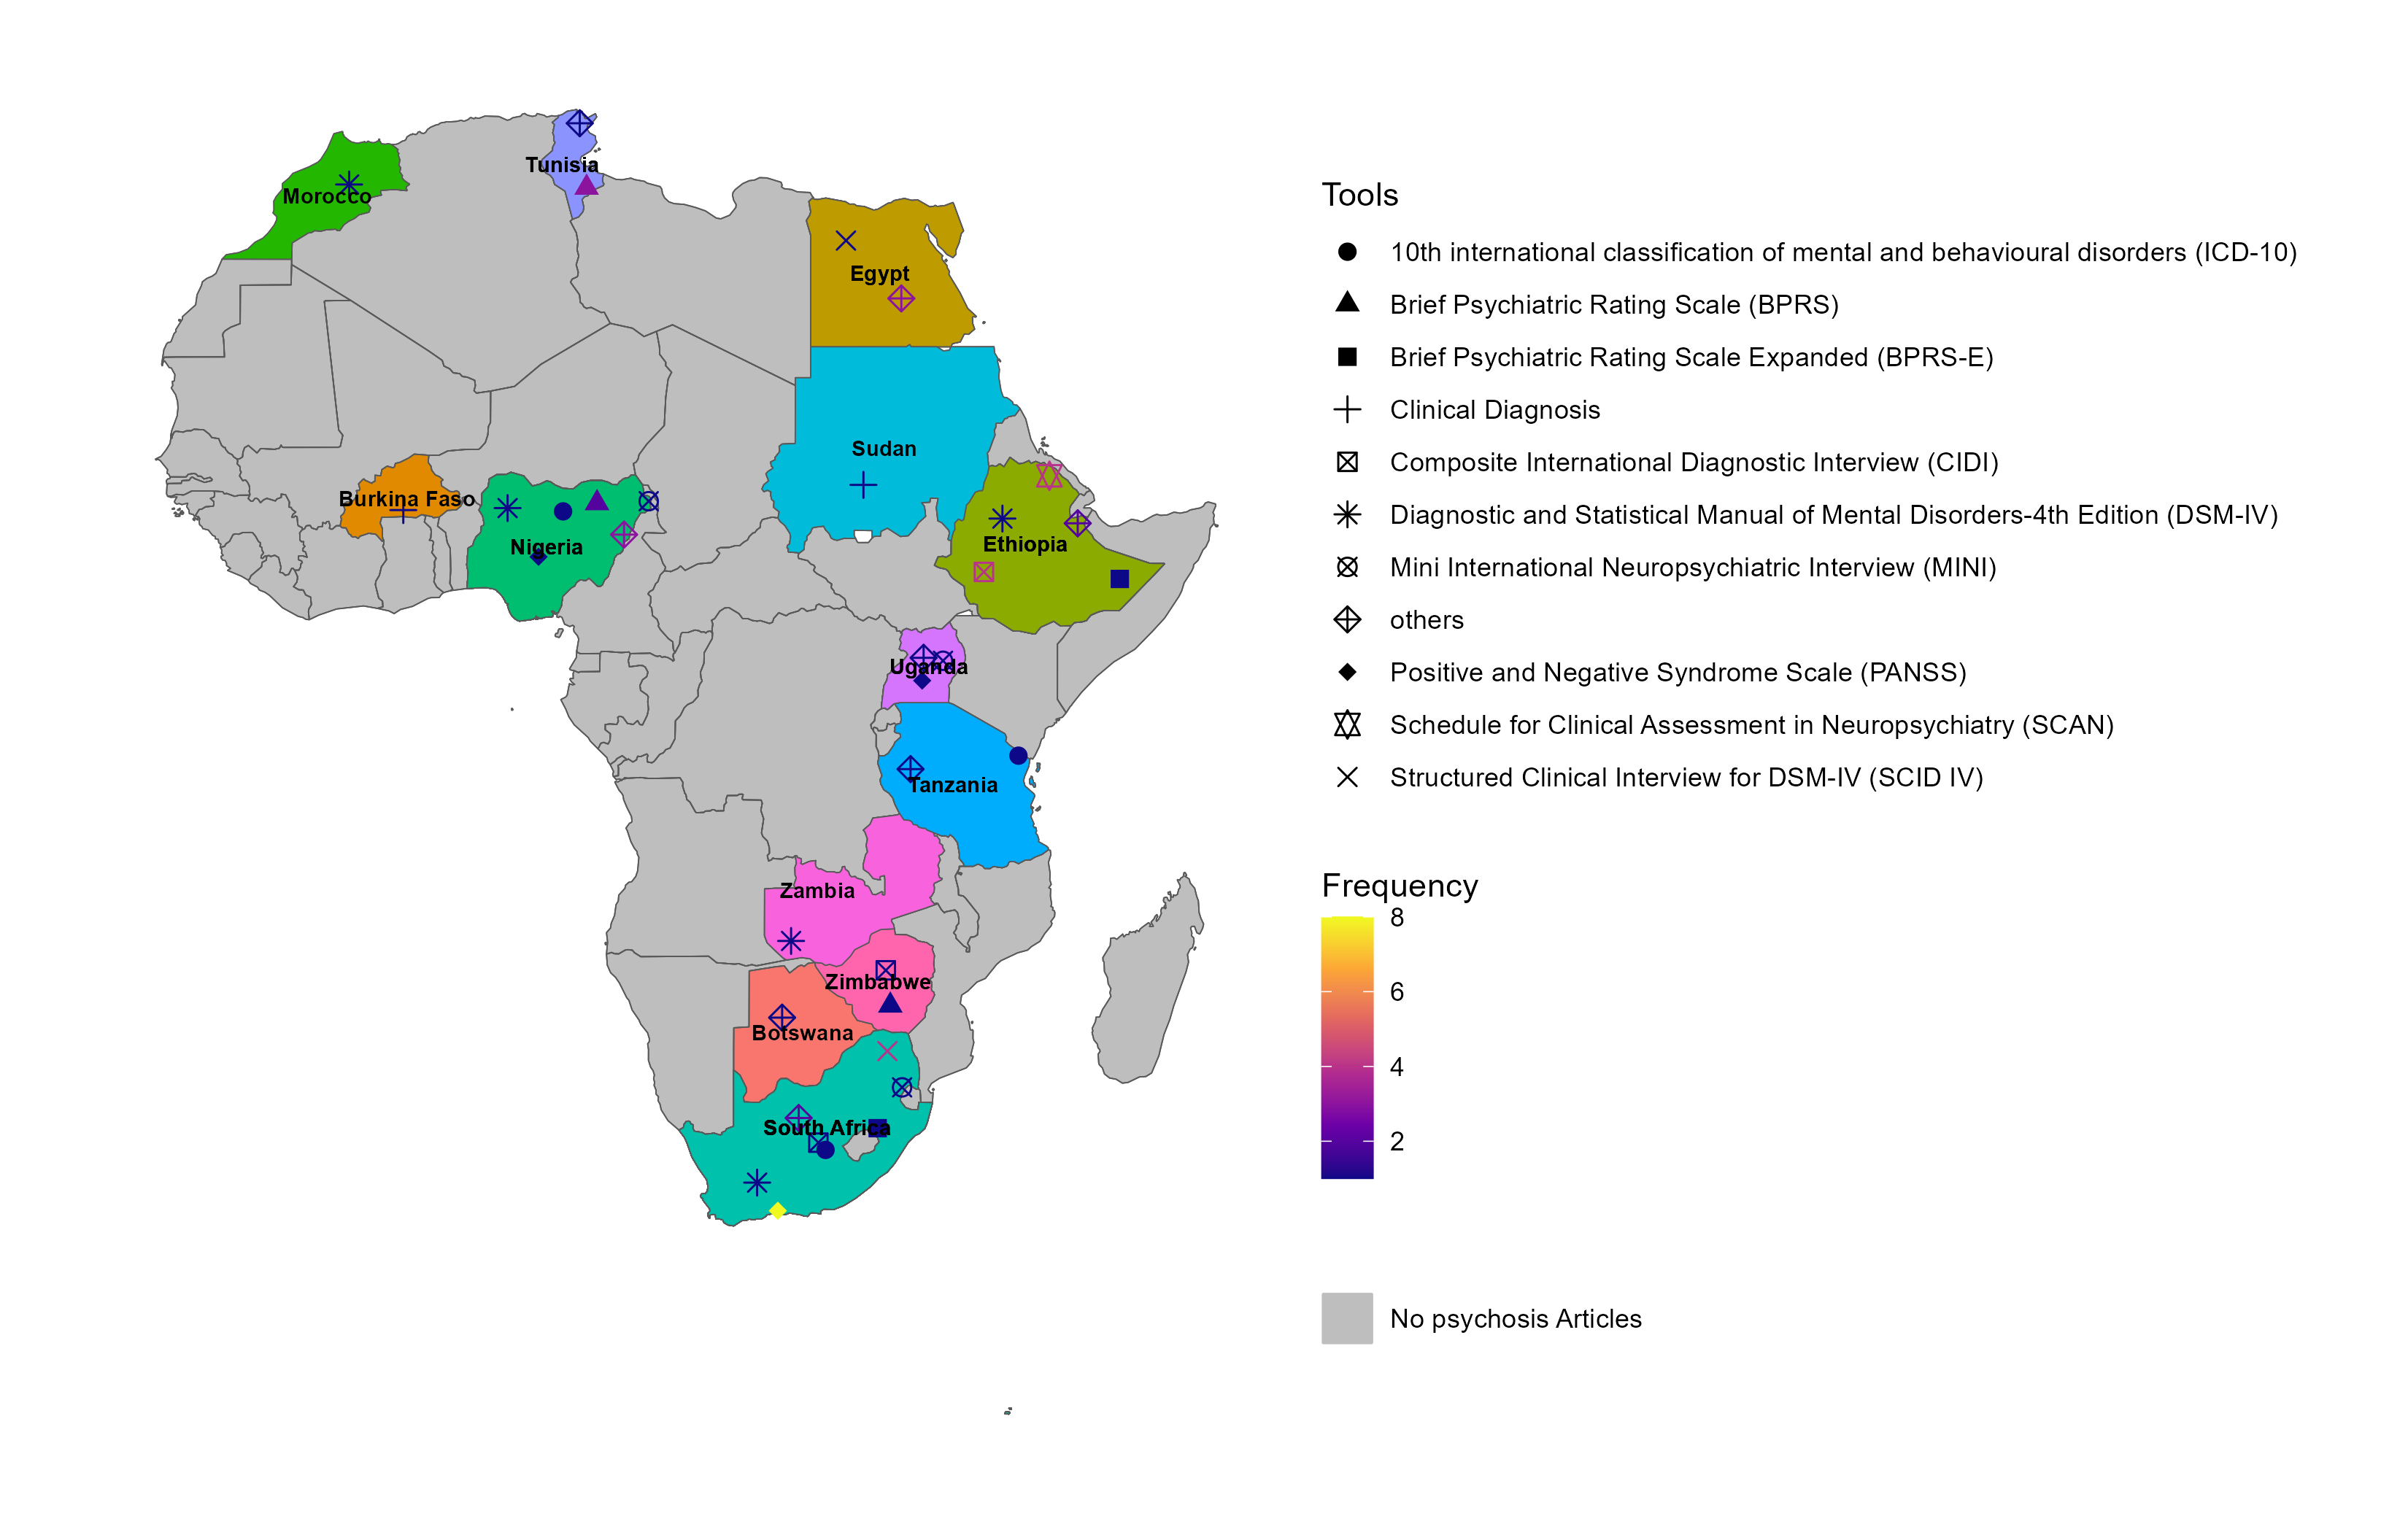 Tunisia
Morocco
Egypt
Sudan
Burkina Faso
Nigeria
Ethiopia
Uganda
Tanzania
Zambia
Zimbabwe
Botswana
South Africa
Tools
10th international classification of mental and behavioural disorders (ICD-10)
Brief Psychiatric Rating Scale (BPRS)
Brief Psychiatric Rating Scale Expanded (BPRS-E)
Clinical Diagnosis
Composite International Diagnostic Interview (CIDI)
Diagnostic and Statistical Manual of Mental Disorders-4th Edition (DSM-IV)
Mini International Neuropsychiatric Interview (MINI)
others
Positive and Negative Syndrome Scale (PANSS)
Schedule for Clinical Assessment in Neuropsychiatry (SCAN)
Structured Clinical Interview for DSM-IV (SCID IV)
Frequency
8
6
4
2
No psychosis Articles